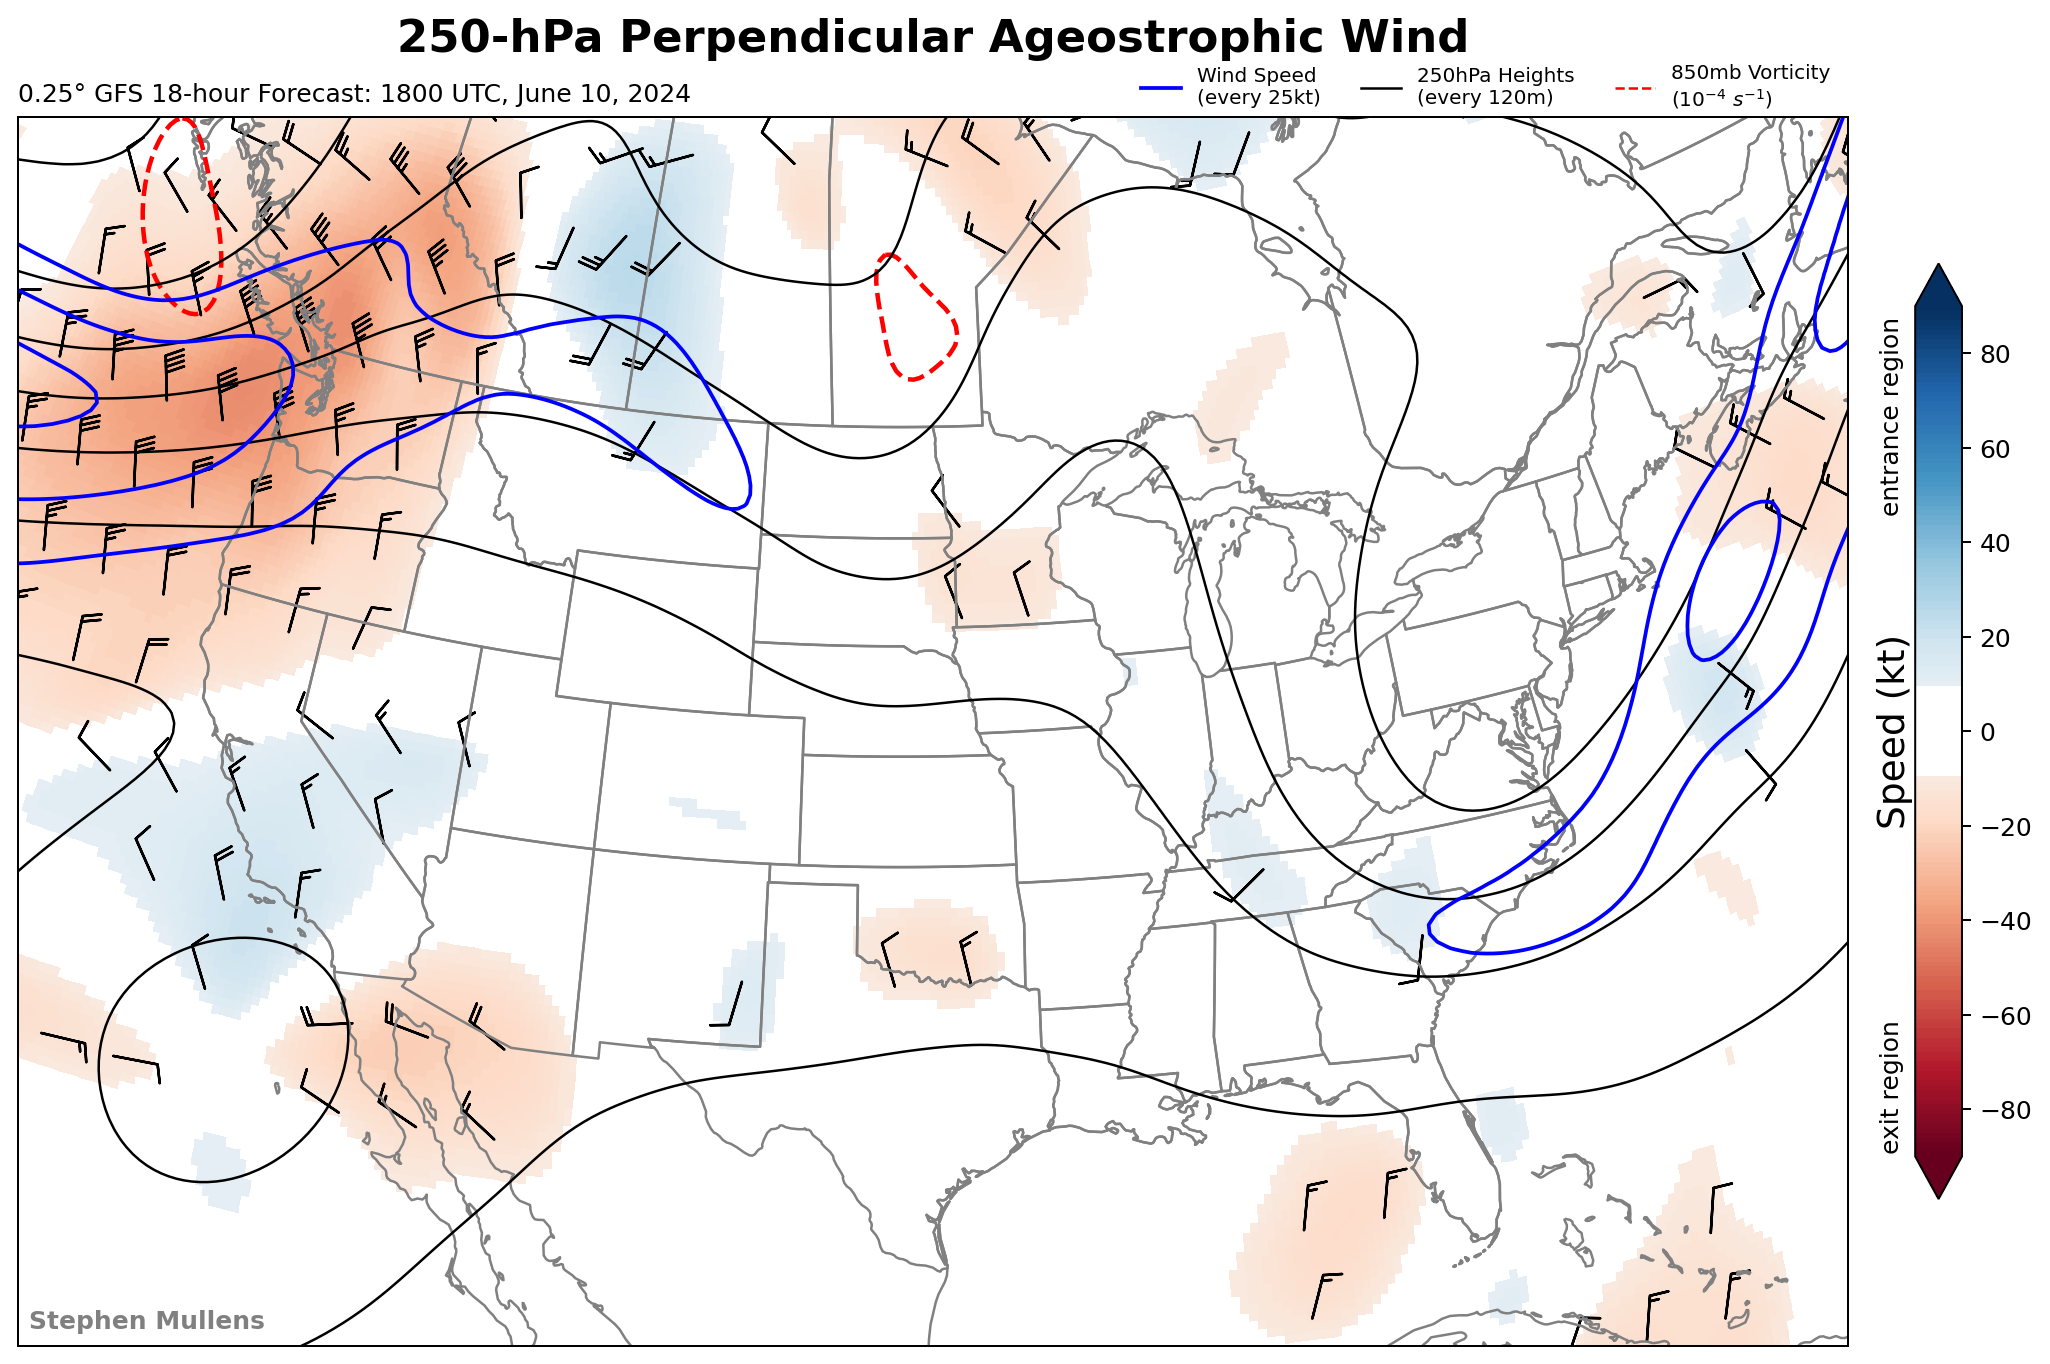 250-hPa Perpendicular Ageostrophic Wind
0.25° GFS 18-hour Forecast: 1800 UTC, June 10, 2024
Wind Speed
(every 25kt)
250hPa Heights
(every 120m)
850mb Vorticity
(10⁻⁴ s⁻¹)
entrance region
Speed (kt)
exit region
80
60
40
20
0
−20
−40
−60
−80
Stephen Mullens